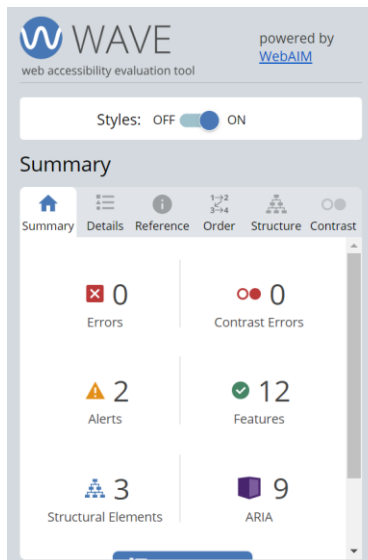 WAVE
powered by
WebAIM
web accessibility evaluation tool
Styles: OFF ON
Summary
Summary Details Reference Order Structure Contrast
0 0
Errors Contrast Errors
2 12
Alerts Features
3 9
Structural Elements ARIA